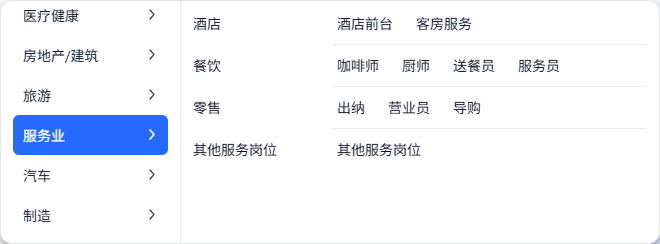 医疗健康
房地产/建筑
旅游
服务业
汽车
制造
酒店 酒店前台 客房服务
餐饮 咖啡师 厨师 送餐员 服务员
零售 出纳 营业员 导购
其他服务岗位 其他服务岗位